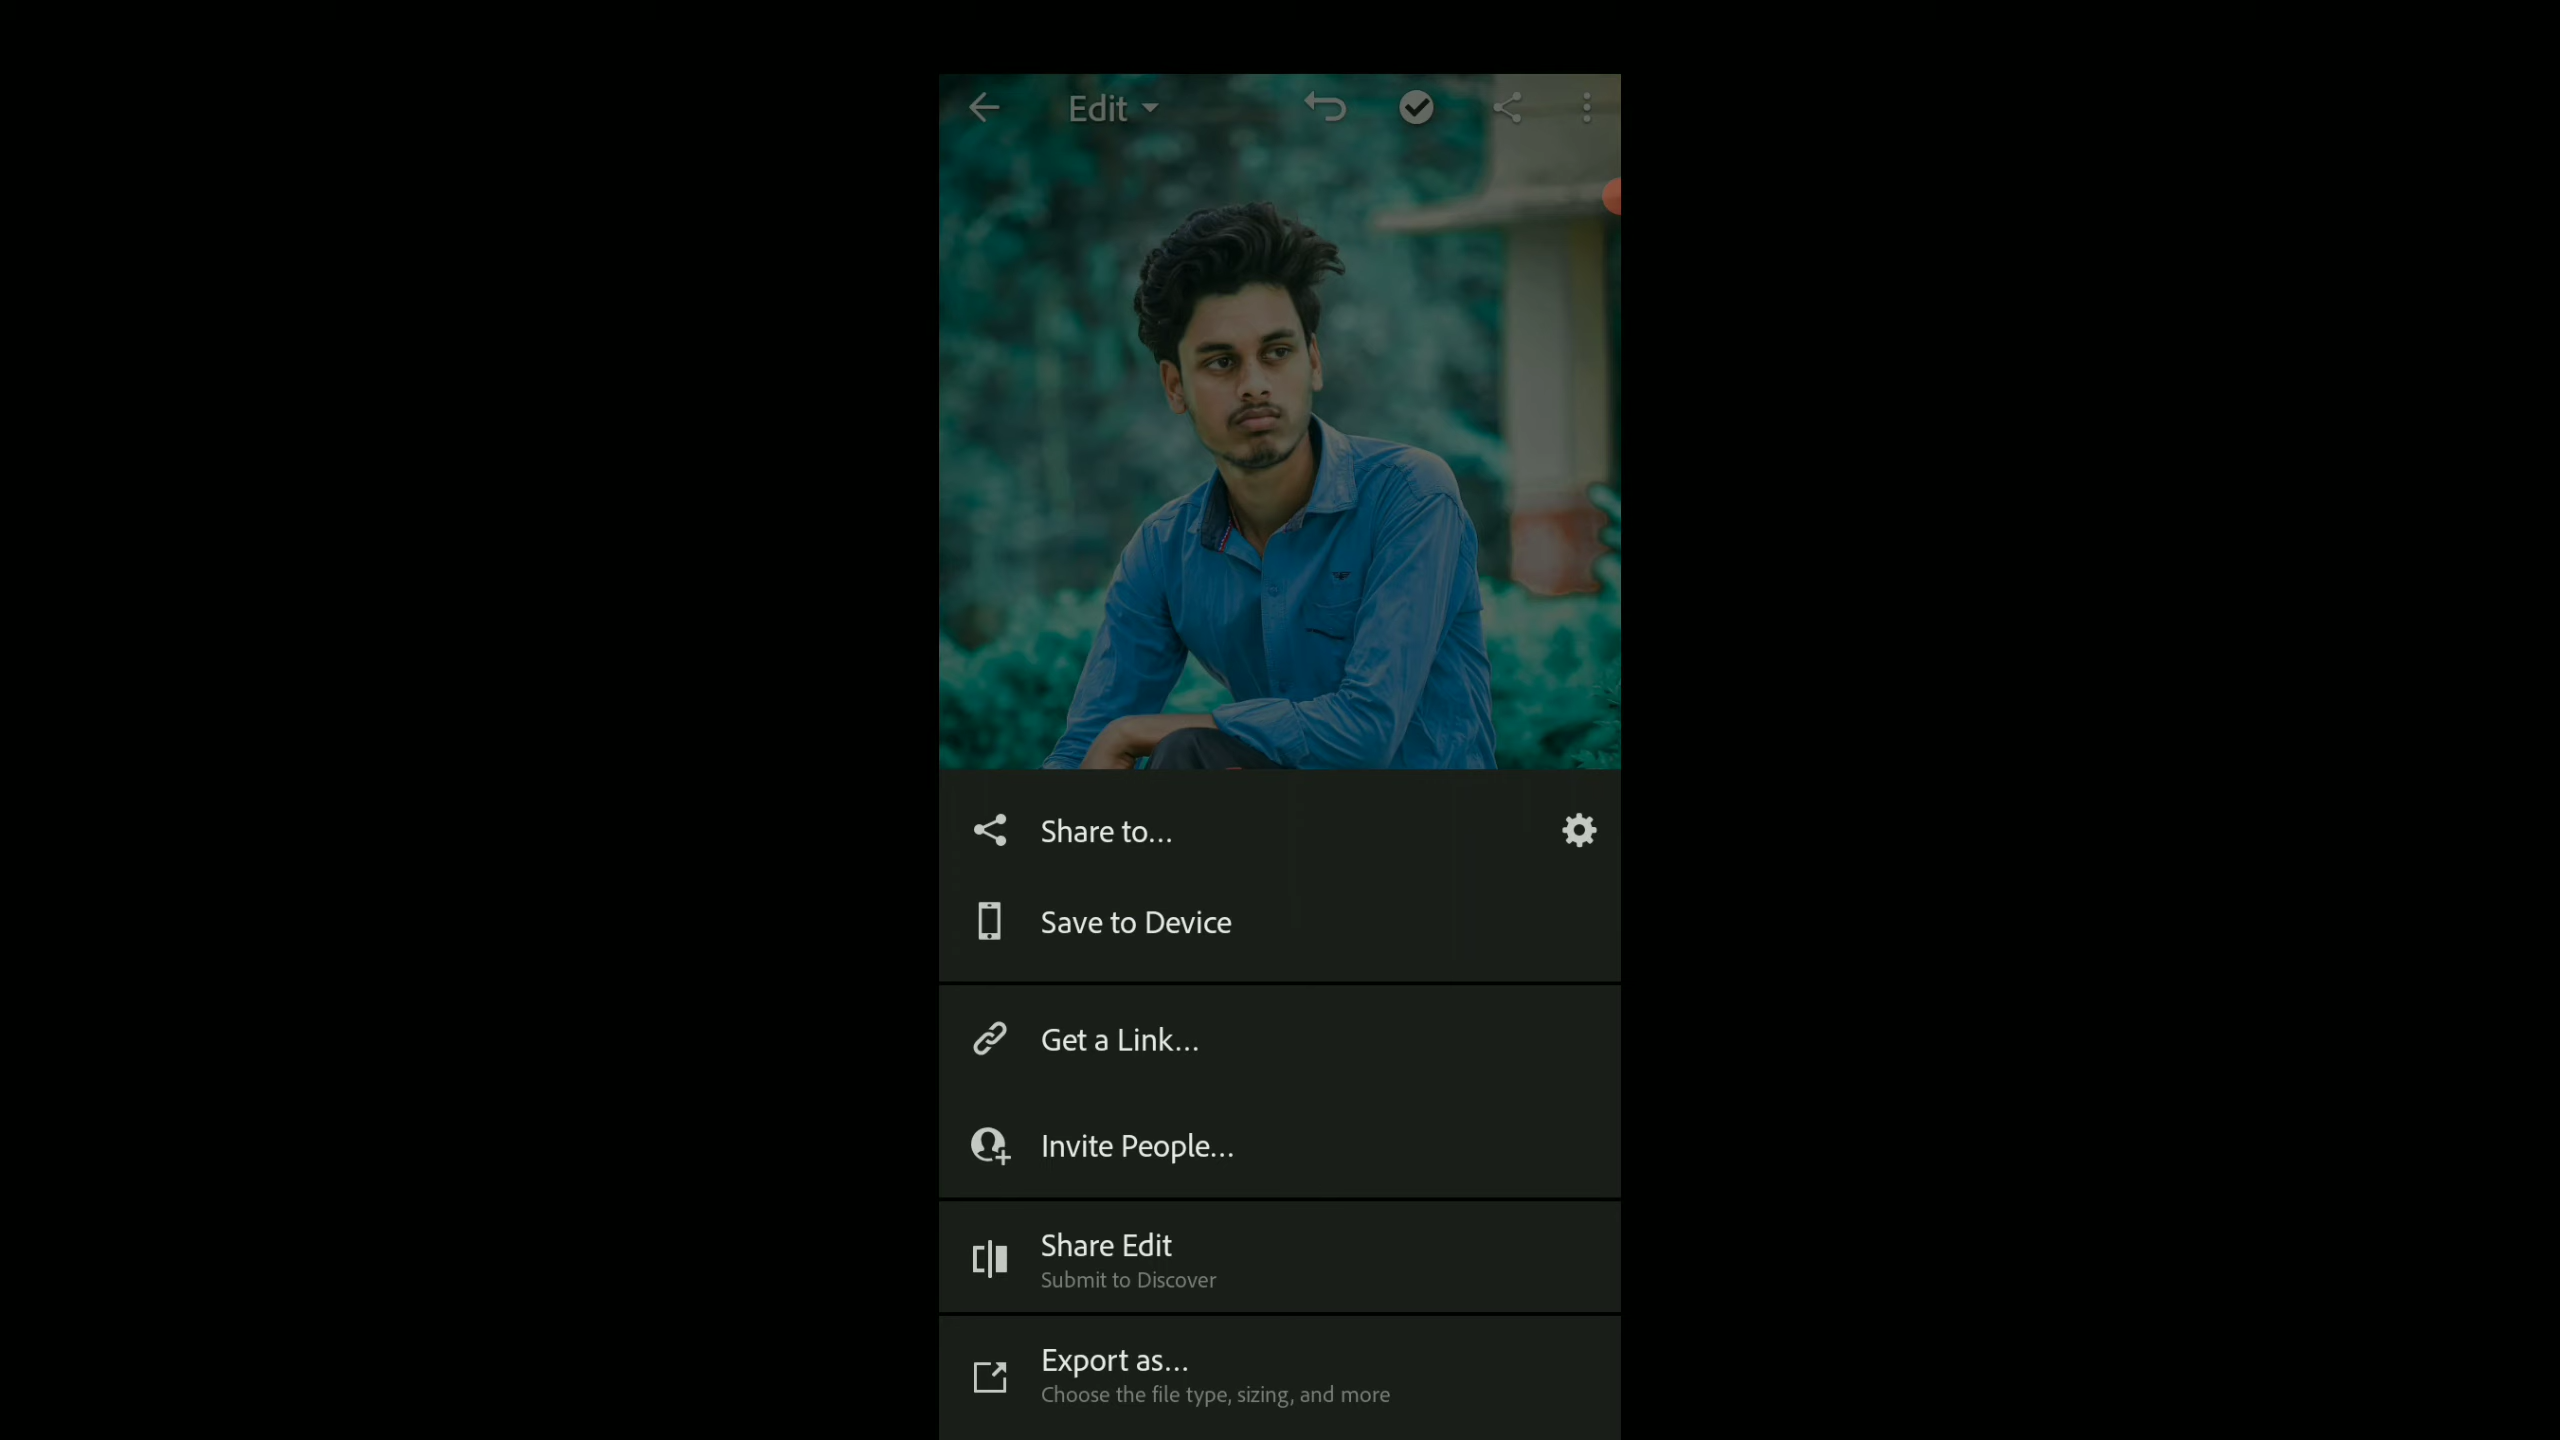 Edit
Share to...
Save to Device
Get a Link...
Invite People...
Share Edit
Submit to Discover
Export as...
Choose the file type, sizing, and more